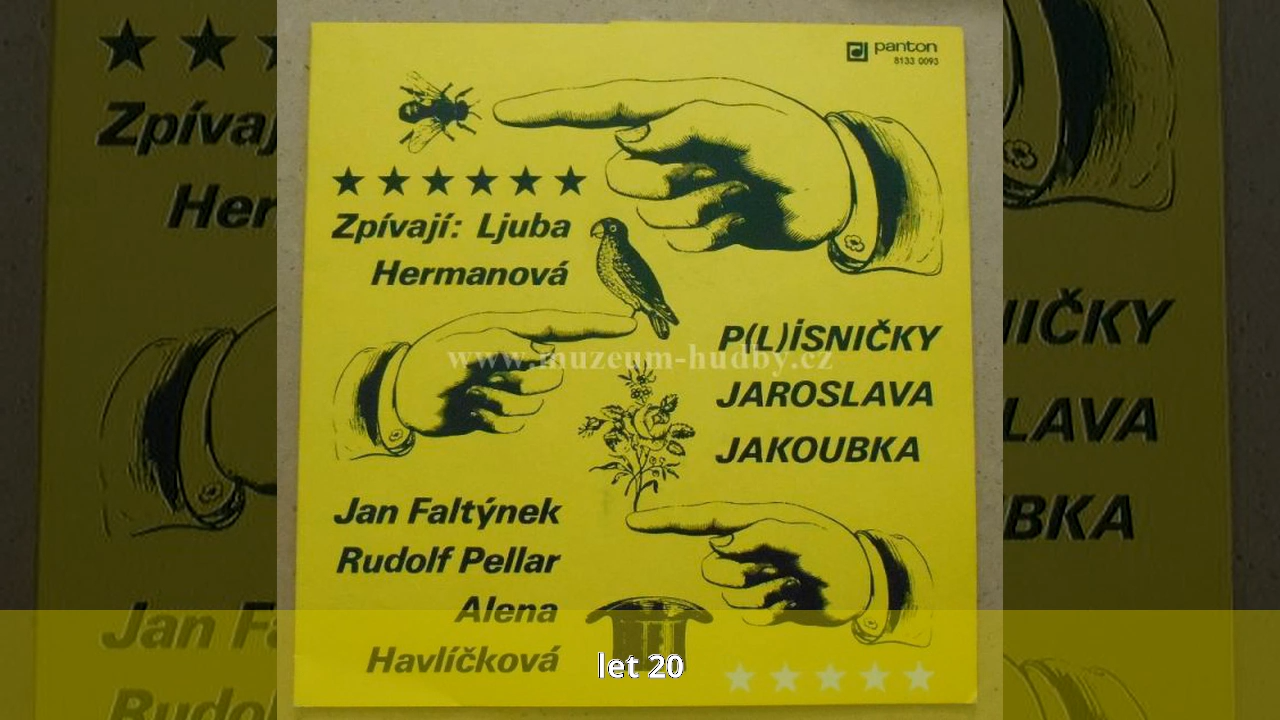 panton
8133 0093
Zpívají: Ljuba
Hermanová
P(L)ÍSNIČKY
JAROSLAVA
JAKOUBKA
www.muzeum-hudby.cz
Jan Faltýnek
Rudolf Pellar
Alena
Havlíčková
let 20